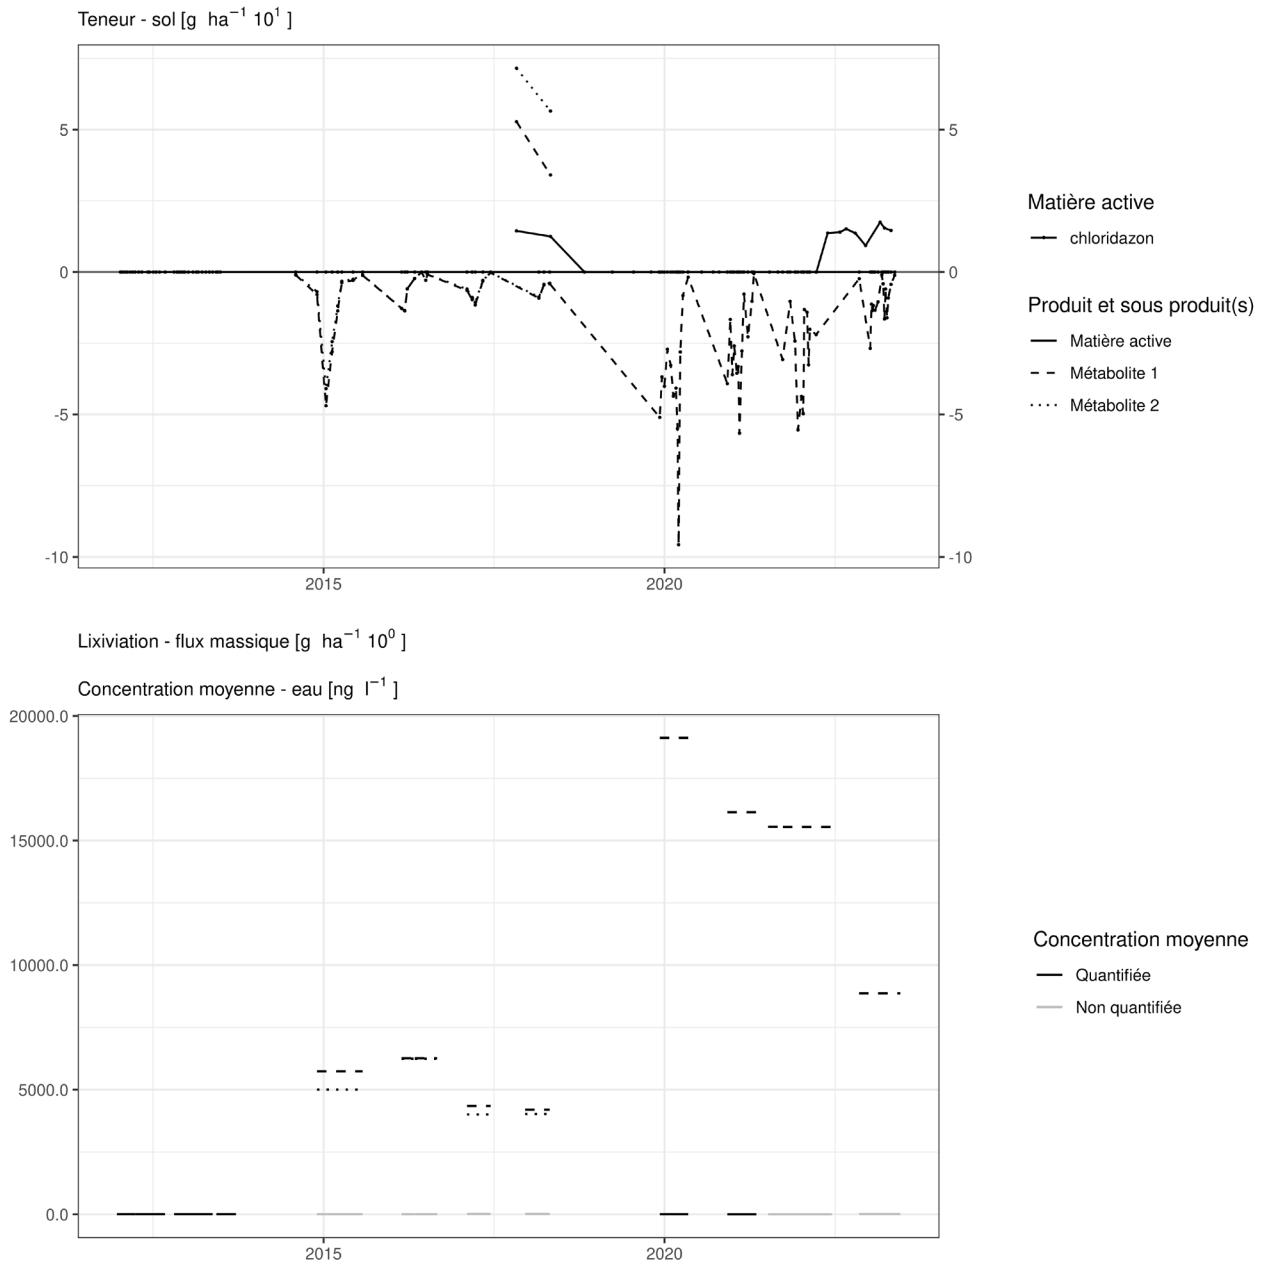 Teneur - sol [g ha⁻¹ 10¹ ]
5
0
-5
-10
5
0
-5
-10
2015
2020
Matière active
chloridazon
Produit et sous produit(s)
Matière active
Métabolite 1
Métabolite 2
Lixiviation - flux massique [g ha⁻¹ 10⁰ ]
Concentration moyenne - eau [ng l⁻¹ ]
20000.0
15000.0
10000.0
5000.0
0.0
2015
2020
Concentration moyenne
Quantifiée
Non quantifiée